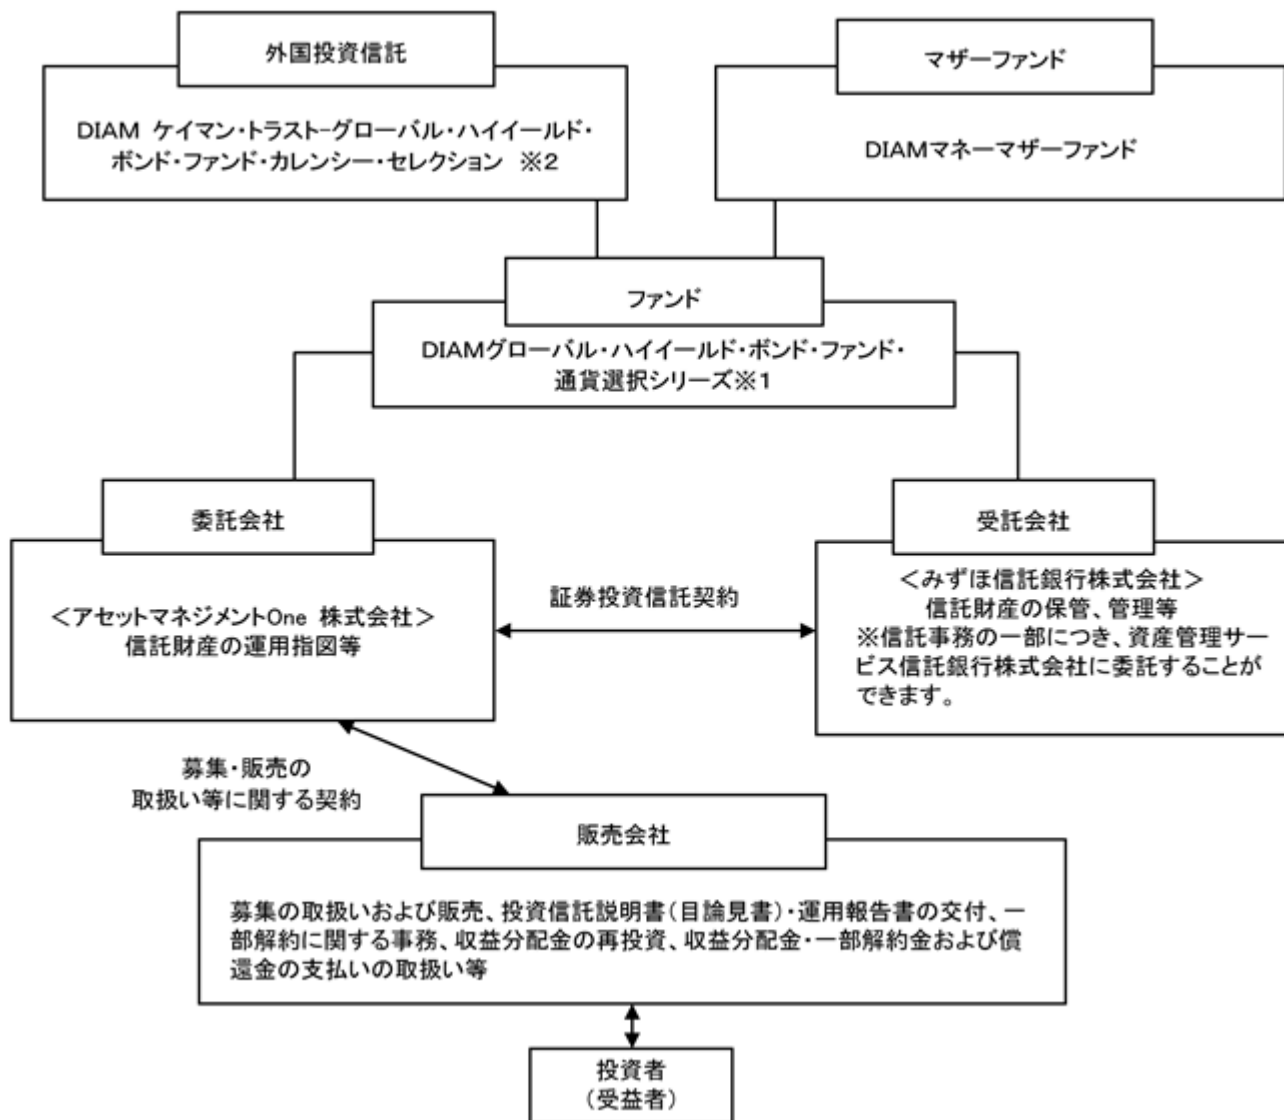 外国投資信託
DIAM ケイマン・トラスト-グローバル・ハイイールド・
ボンド・ファンド・カレンシー・セレクション ※2
マザーファンド
DIAMマネーマザーファンド
ファンド
DIAMグローバル・ハイイールド・ボンド・ファンド・
通貨選択シリーズ※1
委託会社
<アセットマネジメントOne 株式会社>
信託財産の運用指図等
証券投資信託契約
受託会社
<みずほ信託銀行株式会社>
信託財産の保管、管理等
※信託事務の一部につき、資産管理サー
ビス信託銀行株式会社に委託することが
できます。
募集・販売の
取扱い等に関する契約
販売会社
募集の取扱いおよび販売、投資信託説明書(目論見書)・運用報告書の交付、一
部解約に関する事務、収益分配金の再投資、収益分配金・一部解約金および償
還金の支払いの取扱い等
投資者
(受益者)